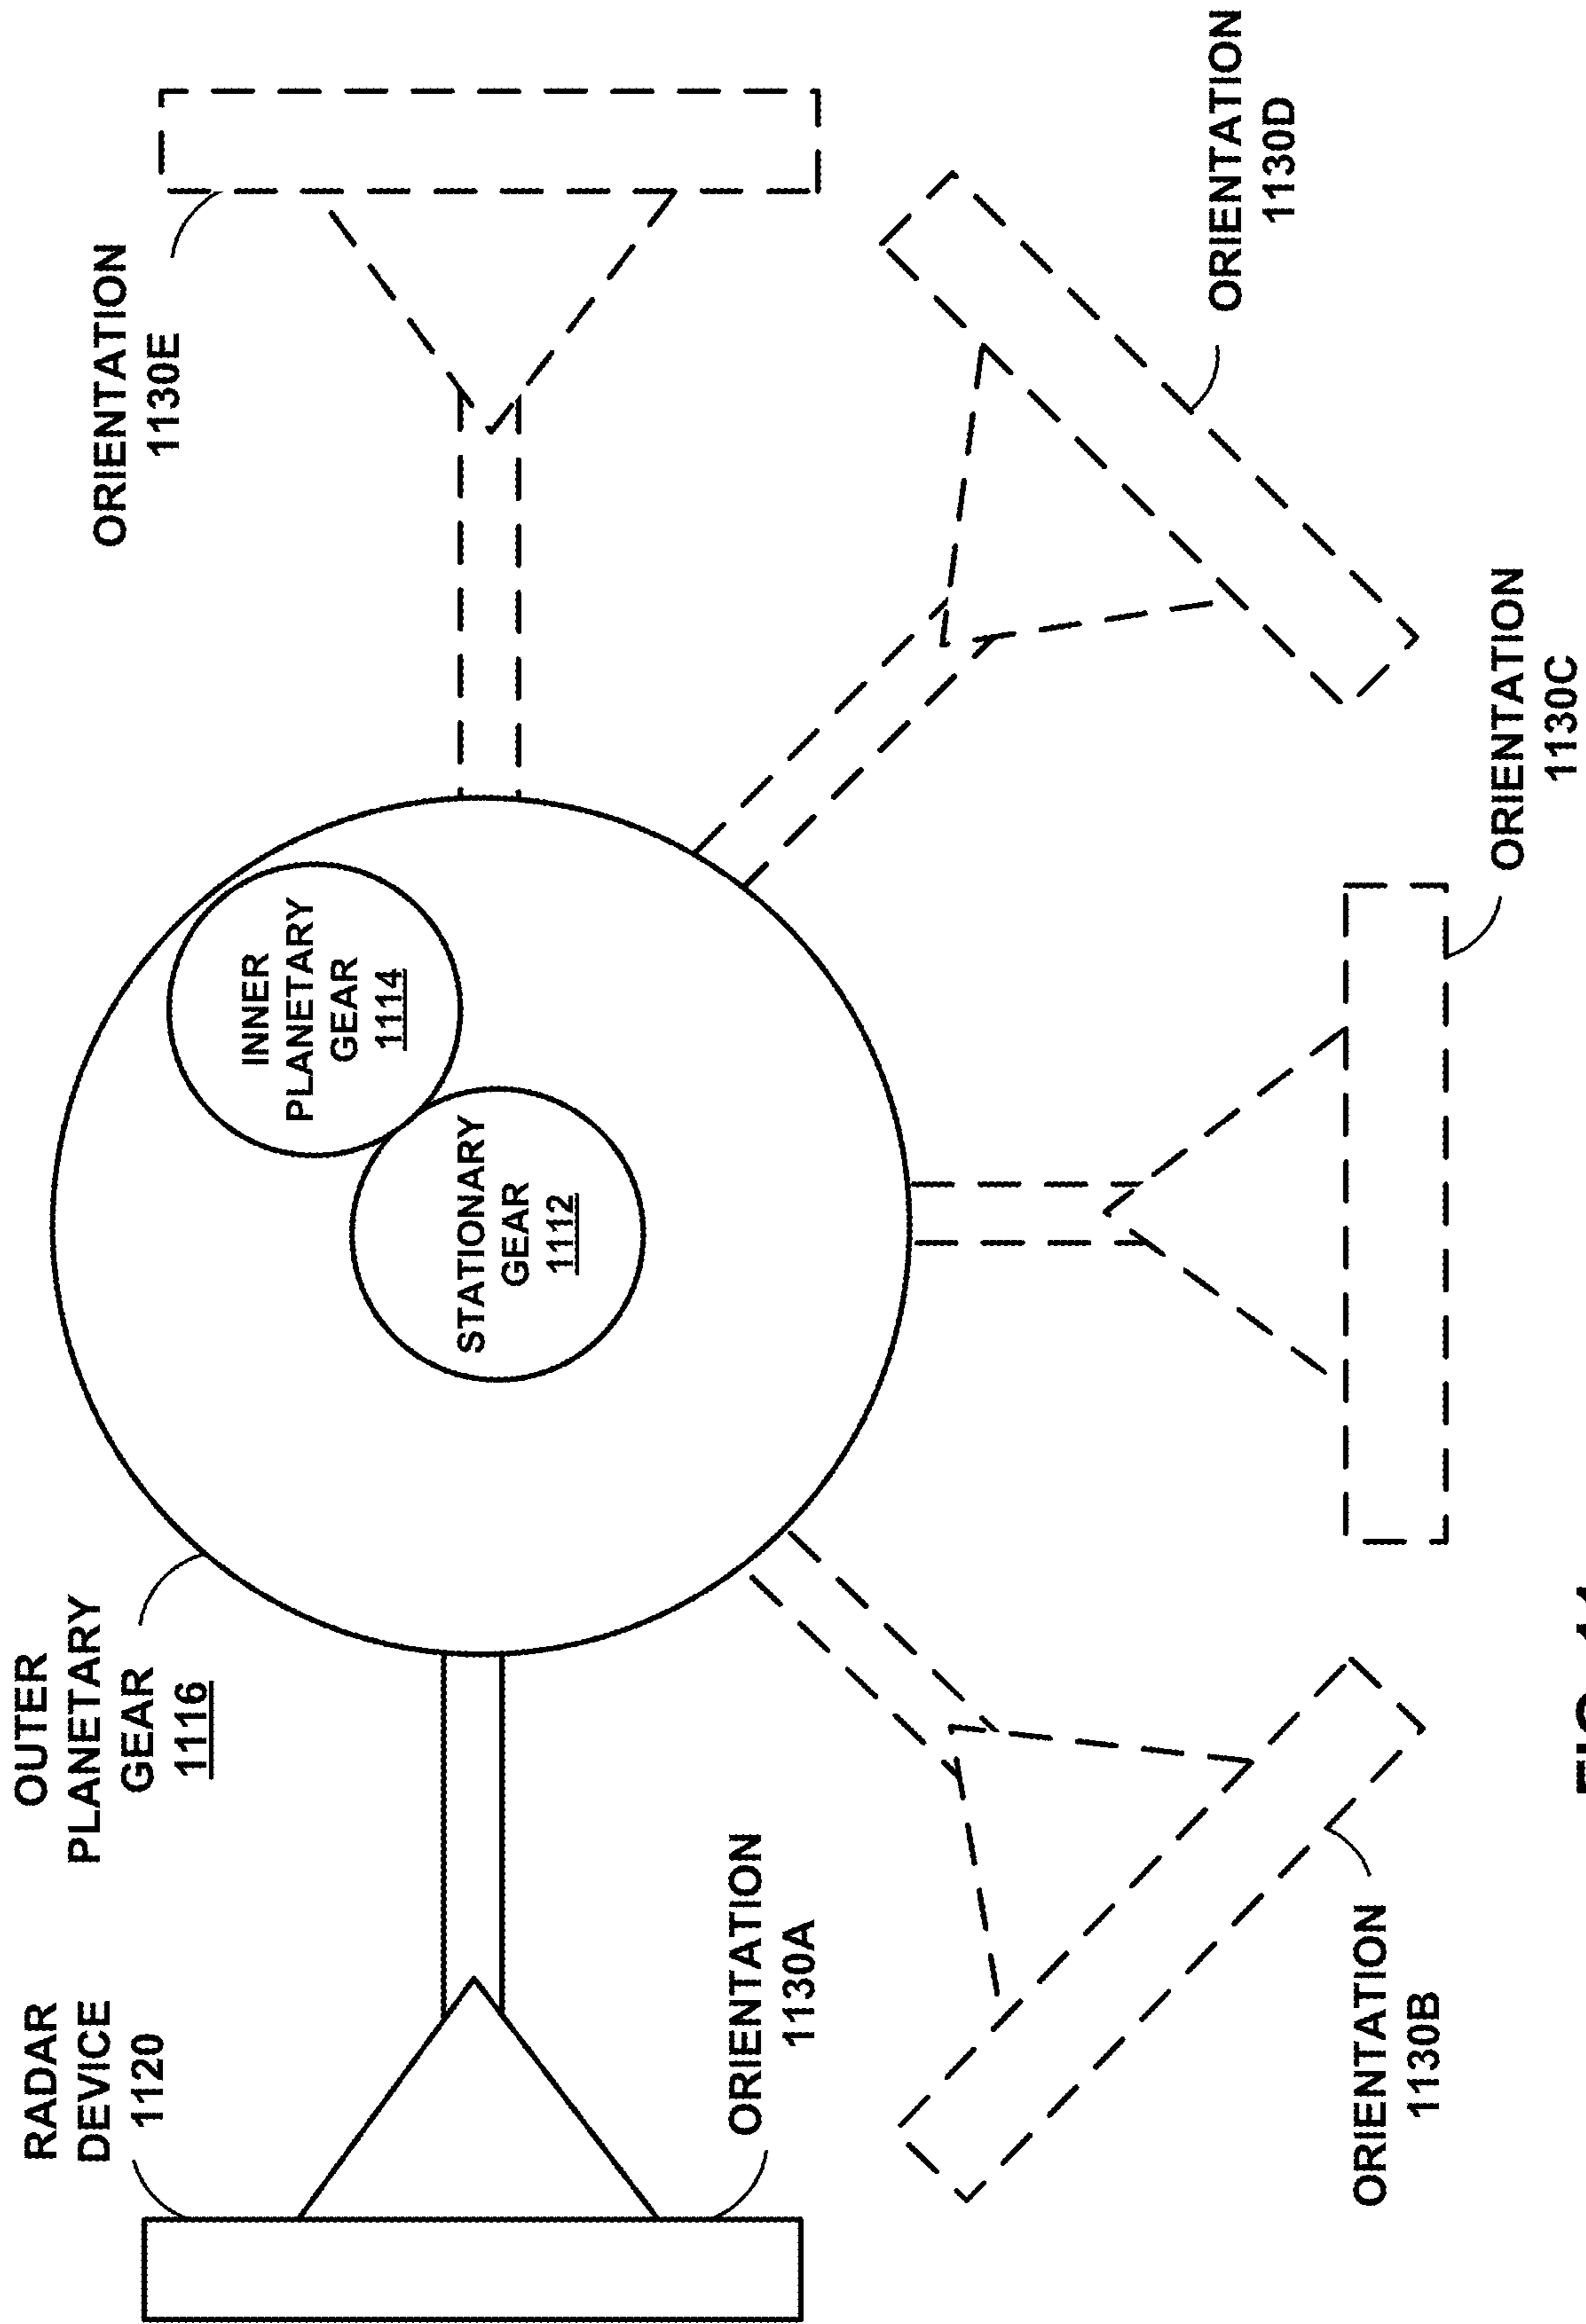 RADAR
DEVICE
1120
OUTER
PLANETARY
GEAR
1116
ORIENTATION
1130E
INNER
PLANETARY
GEAR
1114
STATIONARY
GEAR
1112
ORIENTATION
1130A
ORIENTATION
1130D
ORIENTATION
1130B
ORIENTATION
1130C